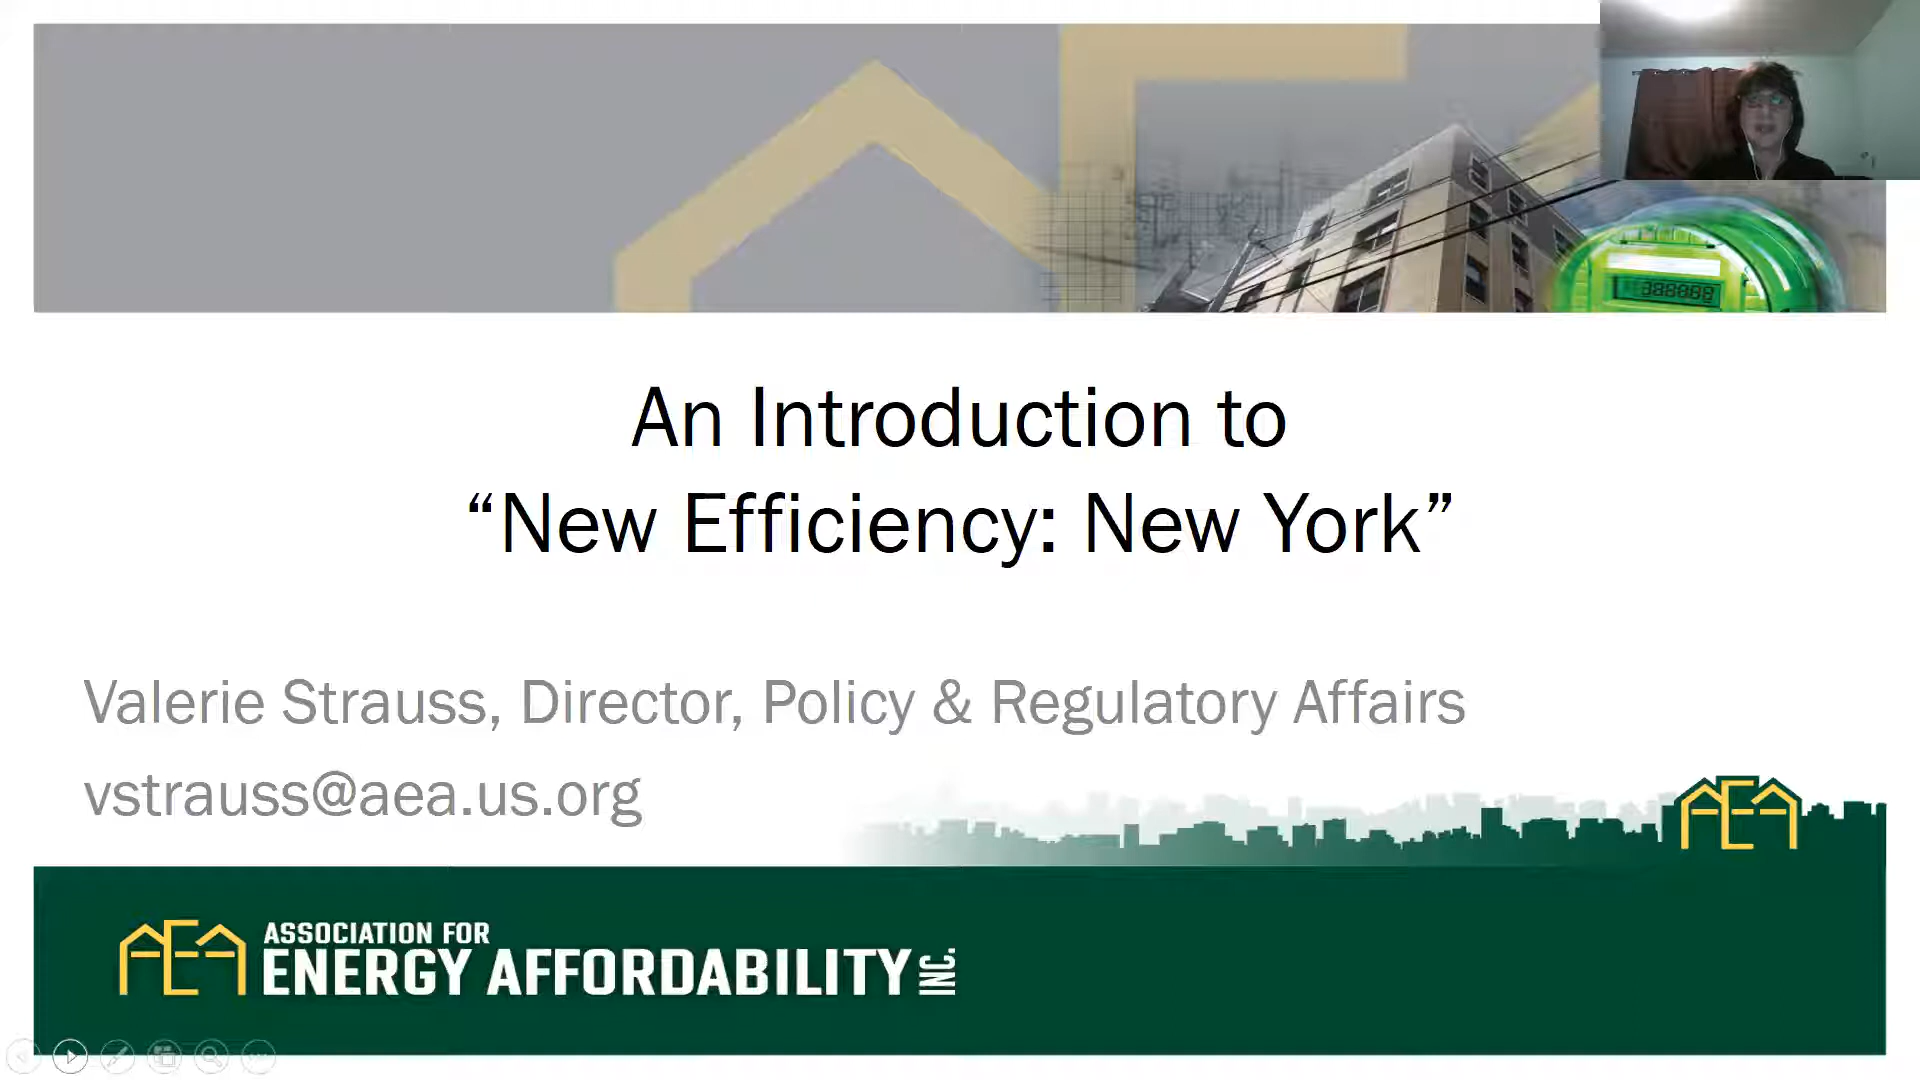 An Introduction to
“New Efficiency: New York”
Valerie Strauss, Director, Policy & Regulatory Affairs
vstrauss@aea.us.org
AEA
AEA
ASSOCIATION FOR
ENERGY AFFORDABILITY INC.